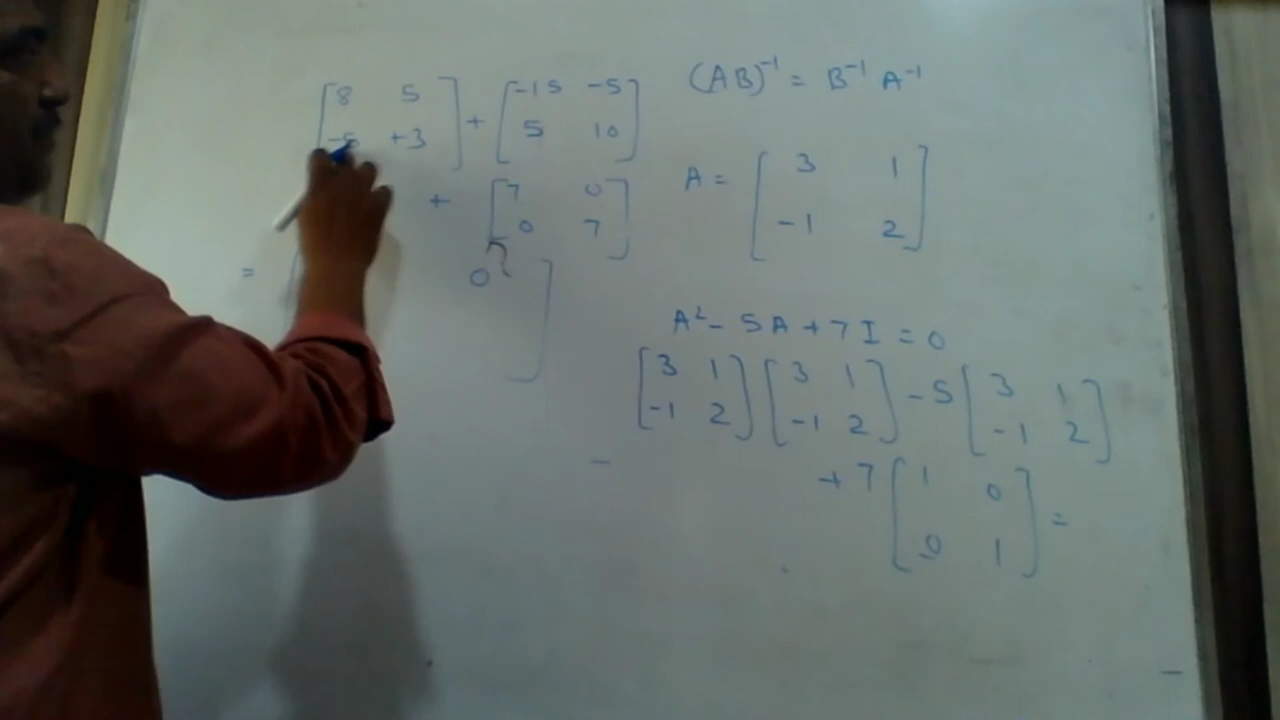 8 5 -15 -5
-5 +3 + 5 10
+ 7 0
0 7
= 0
(AB)⁻¹ = B⁻¹ A⁻¹
A = 3 1
-1 2
A² - 5A + 7I = 0
3 1 3 1 - 5 3 1
-1 2 -1 2 -1 2
+ 7 1 0 =
0 1